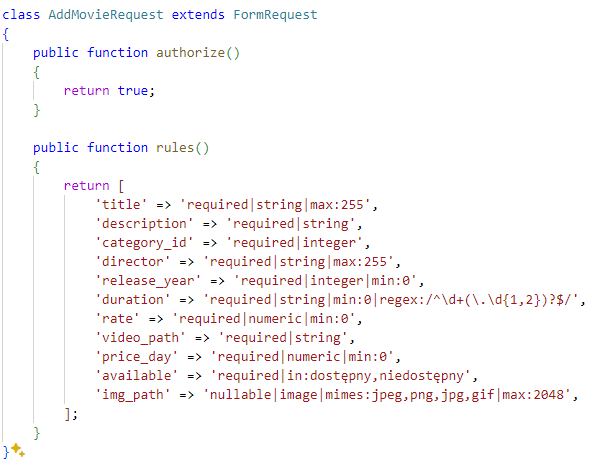 class AddMovieRequest extends FormRequest
{
    public function authorize()
    {
        return true;
    }

    public function rules()
    {
        return [
            'title' => 'required|string|max:255',
            'description' => 'required|string',
            'category_id' => 'required|integer',
            'director' => 'required|string|max:255',
            'release_year' => 'required|integer|min:0',
            'duration' => 'required|string|min:0|regex:/^\d+(\.\d{1,2})?$/',
            'rate' => 'required|numeric|min:0',
            'video_path' => 'required|string',
            'price_day' => 'required|numeric|min:0',
            'available' => 'required|in:dostępny,niedostępny',
            'img_path' => 'nullable|image|mimes:jpeg,png,jpg,gif|max:2048',
        ];
    }
}